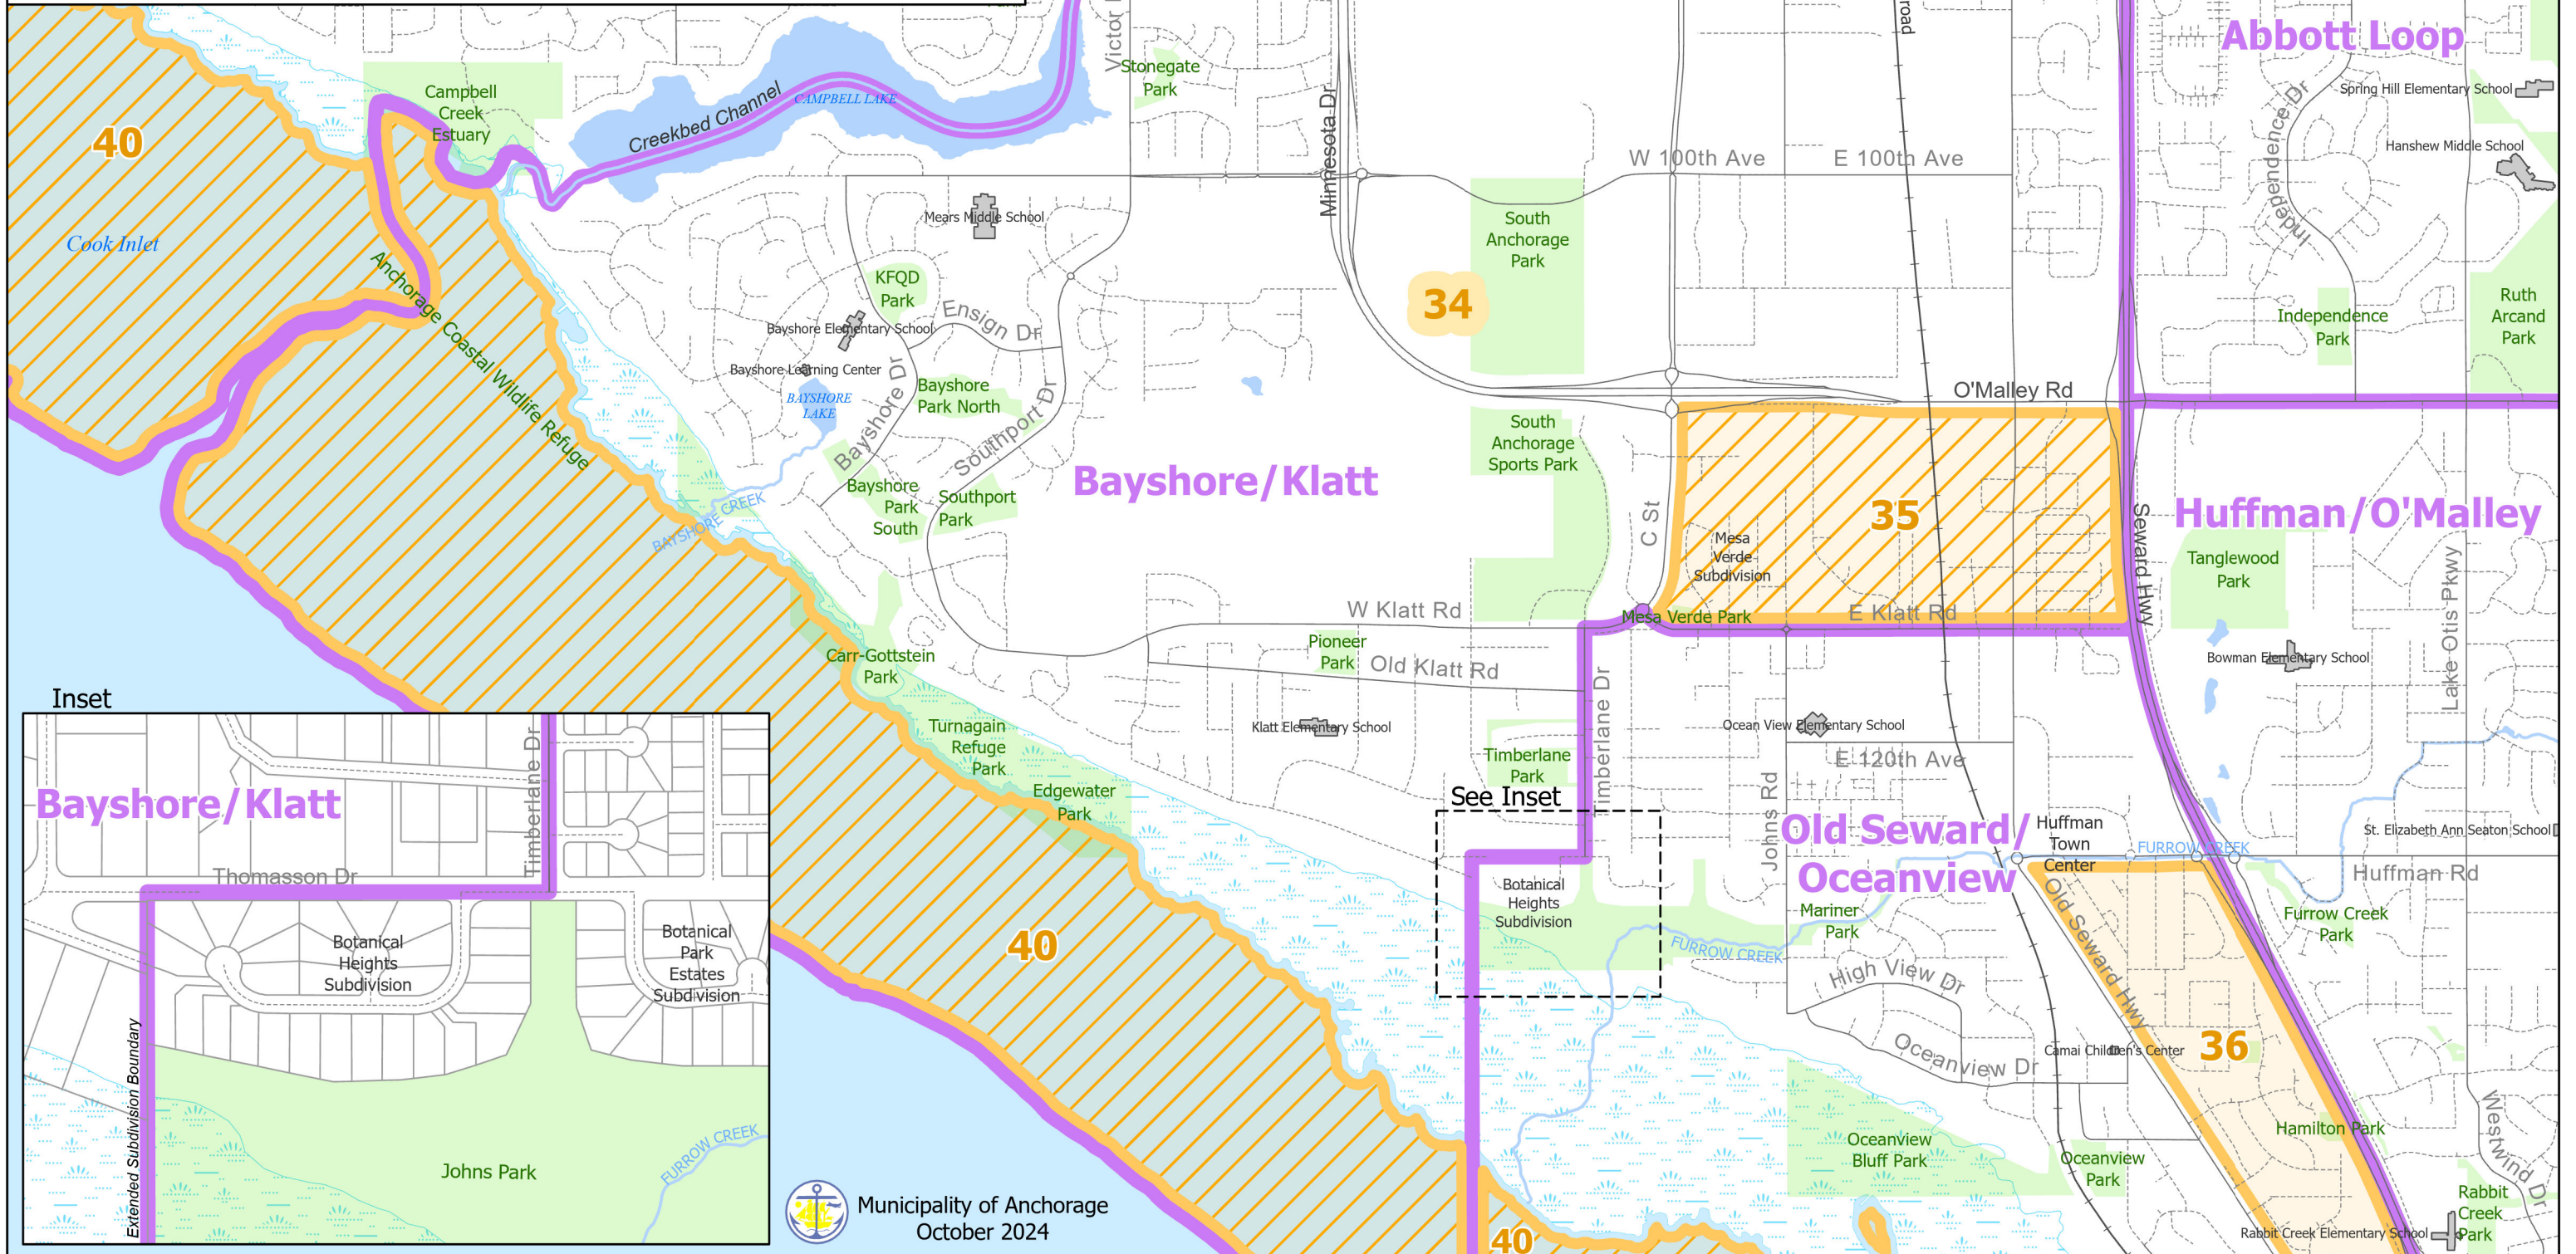 Abbott Loop
Victor
Stonegate
Park
road
Spring Hill Elementary School
Campbell
Creek
Estuary
Creekbed Channel
CAMPBELL LAKE
Minnesota Dr
Independence Dr
Hanshew Middle School
40
W 100th Ave
E 100th Ave
Mears Middle School
South
Anchorage
Park
Cook Inlet
Anchorage Coastal Wildlife Refuge
KFQD
Park
34
Ensign Dr
Bayshore Elementary School
Independence
Park
Ruth
Arcand
Park
Bayshore Learning Center
BAYSHORE
LAKE
Bayshore Dr
Bayshore
Park North
Southport Dr
O'Malley Rd
South
Anchorage
Sports Park
Bayshore/Klatt
Bayshore
Park
South
Southport
Park
BAYSHORE CREEK
C St
35
Seward Hwy
Huffman/O'Malley
Mesa
Verde
Subdivision
Tanglewood
Park
Lake Otis Pkwy
W Klatt Rd
Mesa Verde Park
E Klatt Rd
Pioneer
Park
Old Klatt Rd
Carr-Gottstein
Park
Bowman Elementary School
Timberlane Dr
Klatt Elementary School
Ocean View Elementary School
Turnagain
Refuge
Park
Timberlane
Park
E 120th Ave
Edgewater
Park
See Inset
Johns Rd
Old Seward/
Oceanview
Huffman
Town
Center
FURROW CREEK
St. Elizabeth Ann Seaton School
Huffman Rd
Botanical
Heights
Subdivision
Mariner
Park
Old Seward Hwy
Furrow Creek
Park
FURROW CREEK
40
High View Dr
Oceanview Dr
Camai Children's Center
36
Hamilton Park
Oceanview
Bluff Park
Oceanview
Park
Westwind Dr
Rabbit
Creek
Park
Rabbit Creek Elementary School
40
Inset
Bayshore/Klatt
Timberlane Dr
Thomasson Dr
Botanical
Heights
Subdivision
Botanical
Park
Estates
Subdivision
Extended Subdivision Boundary
Johns Park
FURROW CREEK
Municipality of Anchorage
October 2024